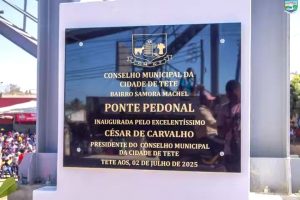 CONSELHO MUNICIPAL DA
CIDADE DE TETE
BAIRRO SAMORA MACHEL
PONTE PEDONAL
INAUGURADA PELO EXCELENTÍSSIMO
CÉSAR DE CARVALHO
PRESIDENTE DO CONSELHO MUNICIPAL
DA CIDADE DE TETE
TETE AOS, 02 DE JULHO DE 2025